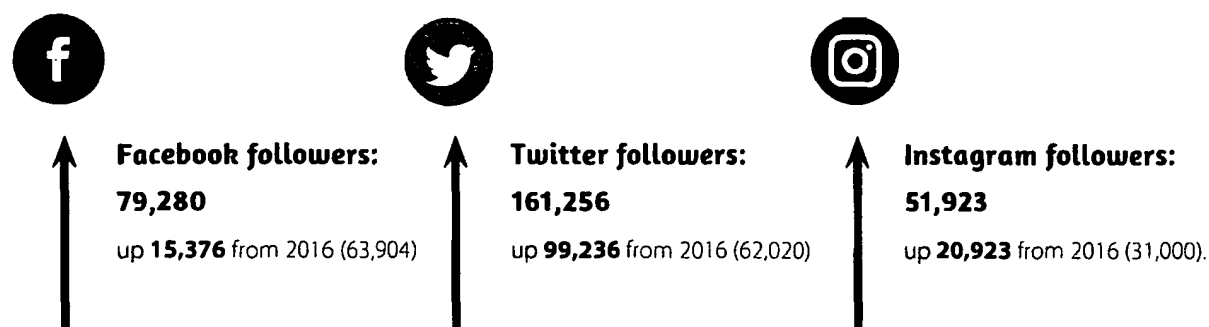 Facebook followers:
79,280
up 15,376 from 2016 (63,904)
Twitter followers:
161,256
up 99,236 from 2016 (62,020)
Instagram followers:
51,923
up 20,923 from 2016 (31,000).